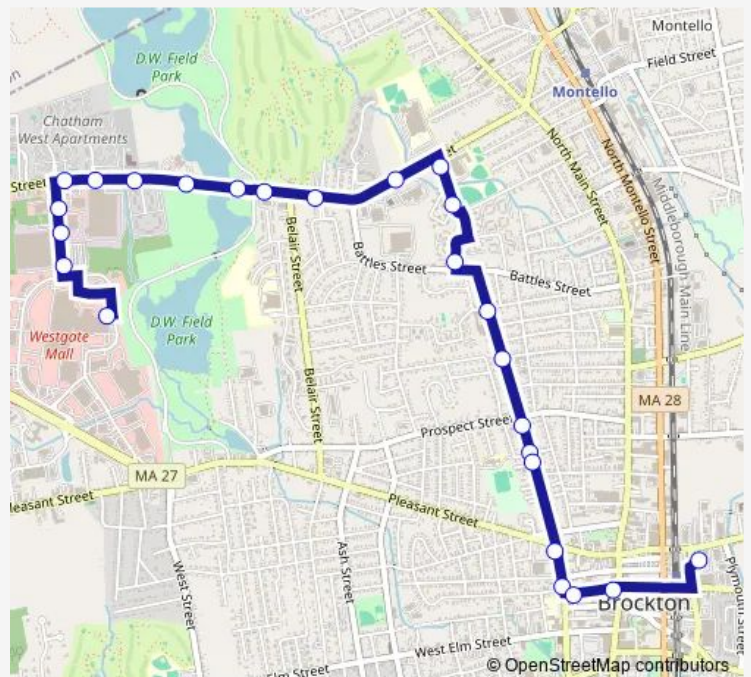 Montello
D.W. Field
Park
Field Street
Montello
Chatham
West Apartments
North Main Street
North Montello Street
Middleborough Main Line
Street
Belair Street
Battles Street
Battles Street
D.W. Field
Park
Westgate
Mall
Belair Street
MA 28
Prospect Street
MA 27
Pleasant Street
Pleasant Street
Ash Street
West Street
Plymouth Street
Brockton
West Elm Street
Elm Street
© OpenStreetMap contributors